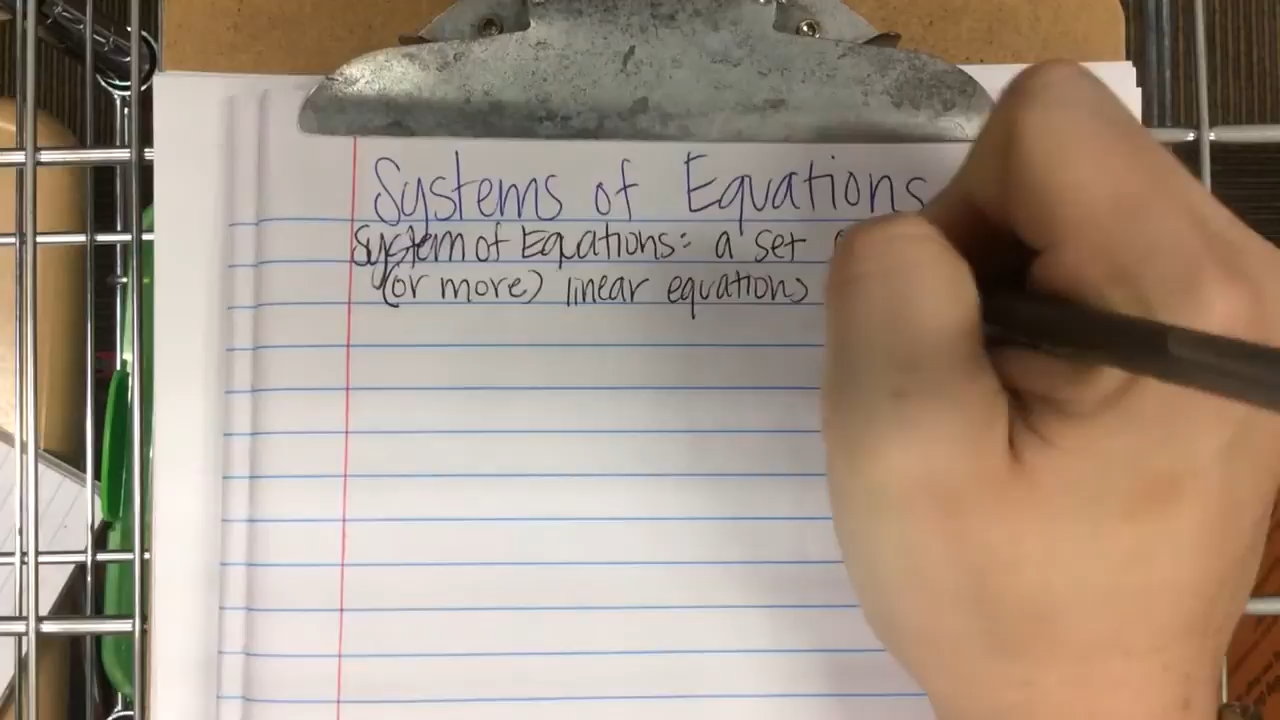 Systems of Equations
System of Equations: a set
(or more) linear equations